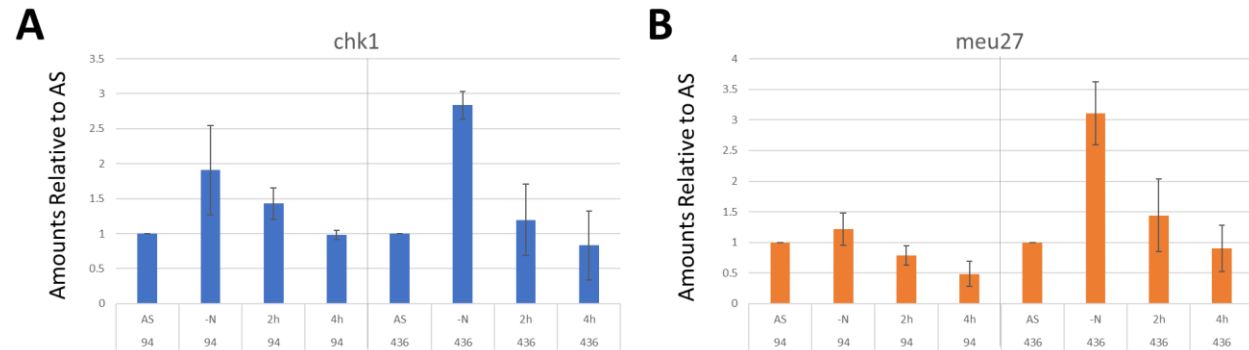 A
chk1
Amounts Relative to AS
3.5
3
2.5
2
1.5
1
0.5
0
AS -N 2h 4h AS -N 2h 4h
94 94 94 94 436 436 436 436
B
meu27
Amounts Relative to AS
4
3.5
3
2.5
2
1.5
1
0.5
0
AS -N 2h 4h AS -N 2h 4h
94 94 94 94 436 436 436 436